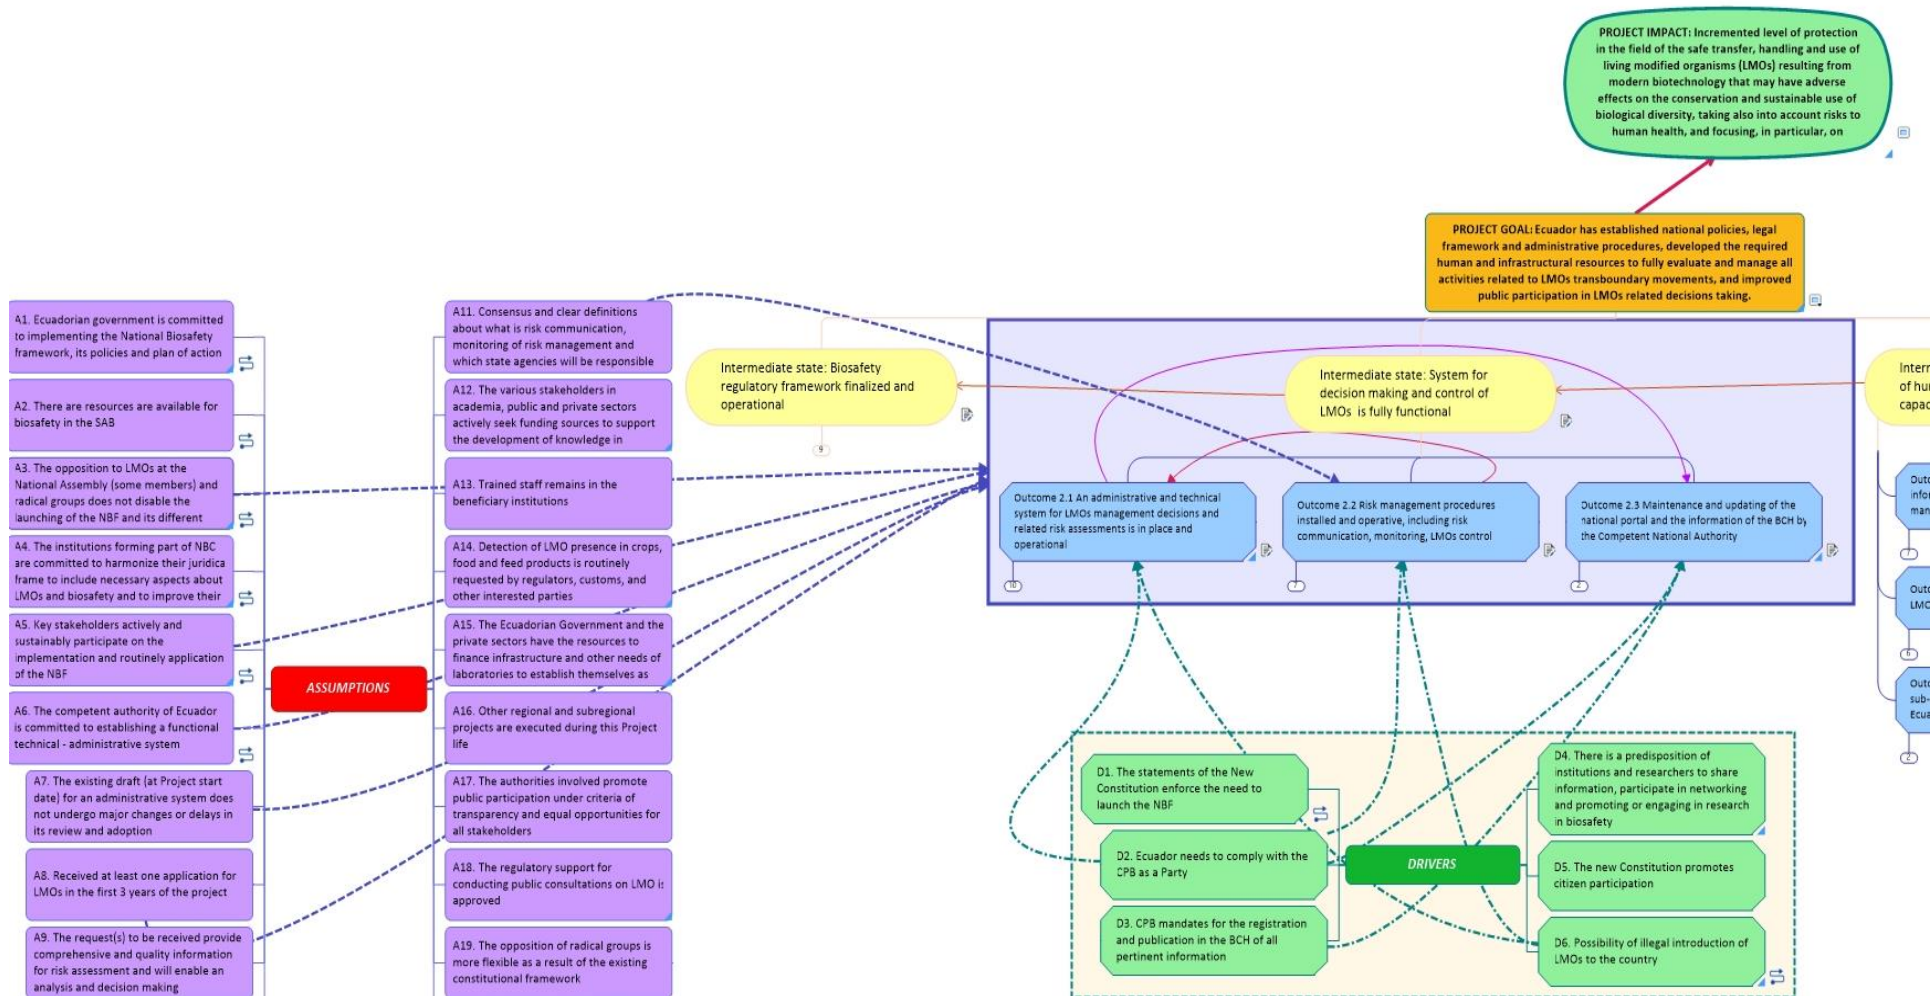 PROJECT IMPACT: Incremented level of protection
in the field of the safe transfer, handling and use of
living modified organisms (LMOs) resulting from
modern biotechnology that may have adverse
effects on the conservation and sustainable use of
biological diversity, taking also into account risks to
human health, and focusing, in particular, on
PROJECT GOAL: Ecuador has established national policies, legal
framework and administrative procedures, developed the required
human and infrastructural resources to fully evaluate and manage all
activities related to LMOs transboundary movements, and improved
public participation in LMOs related decisions taking.
A1. Ecuadorian government is committed
to implementing the National Biosafety
framework, its policies and plan of action
A2. There are resources are available for
biosafety in the SAB
A3. The opposition to LMOs at the
National Assembly (some members) and
radical groups does not disable the
launching of the NBF and its different
A4. The institutions forming part of NBC
are committed to harmonize their juridica
frame to include necessary aspects about
LMOs and biosafety and to improve their
A5. Key stakeholders actively and
sustainably participate on the
implementation and routinely application
of the NBF
A6. The competent authority of Ecuador
is committed to establishing a functional
technical - administrative system
A7. The existing draft (at Project start
date) for an administrative system does
not undergo major changes or delays in
its review and adoption
A8. Received at least one application for
LMOs in the first 3 years of the project
A9. The request(s) to be received provide
comprehensive and quality information
for risk assessment and will enable an
analysis and decision making
ASSUMPTIONS
A11. Consensus and clear definitions
about what is risk communication,
monitoring of risk management and
which state agencies will be responsible
A12. The various stakeholders in
academia, public and private sectors
actively seek funding sources to support
the development of knowledge in
A13. Trained staff remains in the
beneficiary institutions
A14. Detection of LMO presence in crops,
food and feed products is routinely
requested by regulators, customs, and
other interested parties
A15. The Ecuadorian Government and the
private sectors have the resources to
finance infrastructure and other needs of
laboratories to establish themselves as
A16. Other regional and subregional
projects are executed during this Project
life
A17. The authorities involved promote
public participation under criteria of
transparency and equal opportunities for
all stakeholders
A18. The regulatory support for
conducting public consultations on LMO is
approved
A19. The opposition of radical groups is
more flexible as a result of the existing
constitutional framework
Intermediate state: Biosafety
regulatory framework finalized and
operational
9
Intermediate state: System for
decision making and control of
LMOs is fully functional
Interm
of hum
capac
Outcome 2.1 An administrative and technical
system for LMOs management decisions and
related risk assessments is in place and
operational
10
Outcome 2.2 Risk management procedures
installed and operative, including risk
communication, monitoring, LMOs control
7
Outcome 2.3 Maintenance and updating of the
national portal and the information of the BCH by
the Competent National Authority
2
Outc
infor
man
7
Outc
LMO
6
Outc
sub-
Ecua
2
D1. The statements of the New
Constitution enforce the need to
launch the NBF
D2. Ecuador needs to comply with the
CPB as a Party
D3. CPB mandates for the registration
and publication in the BCH of all
pertinent information
DRIVERS
D4. There is a predisposition of
institutions and researchers to share
information, participate in networking
and promoting or engaging in research
in biosafety
D5. The new Constitution promotes
citizen participation
D6. Possibility of illegal introduction of
LMOs to the country